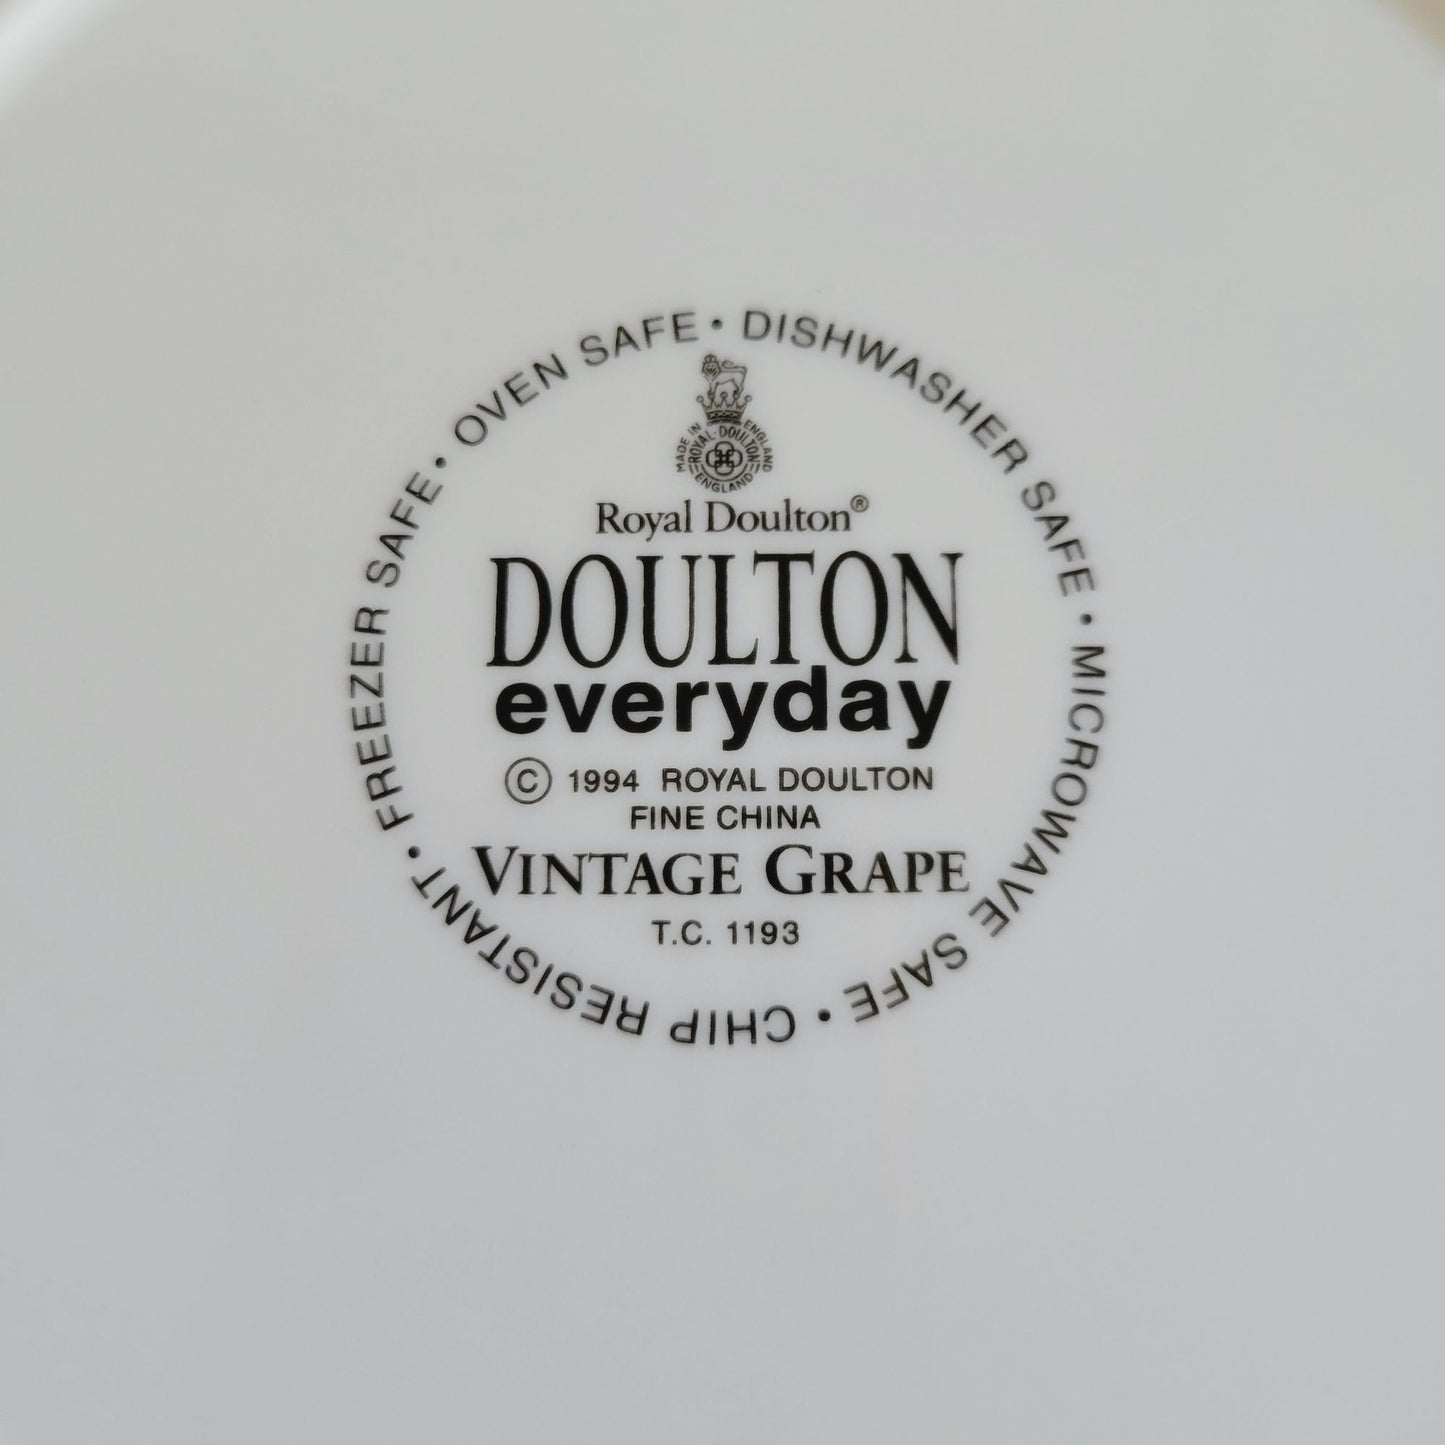 OVEN SAFE • DISHWASHER SAFE • MICROWAVE SAFE • CHIP RESISTANT • FREEZER SAFE •
MADE IN ENGLAND
ROYAL·DOULTON
ENGLAND
Royal Doulton®
DOULTON
everyday
© 1994 ROYAL DOULTON
FINE CHINA
VINTAGE GRAPE
T.C. 1193